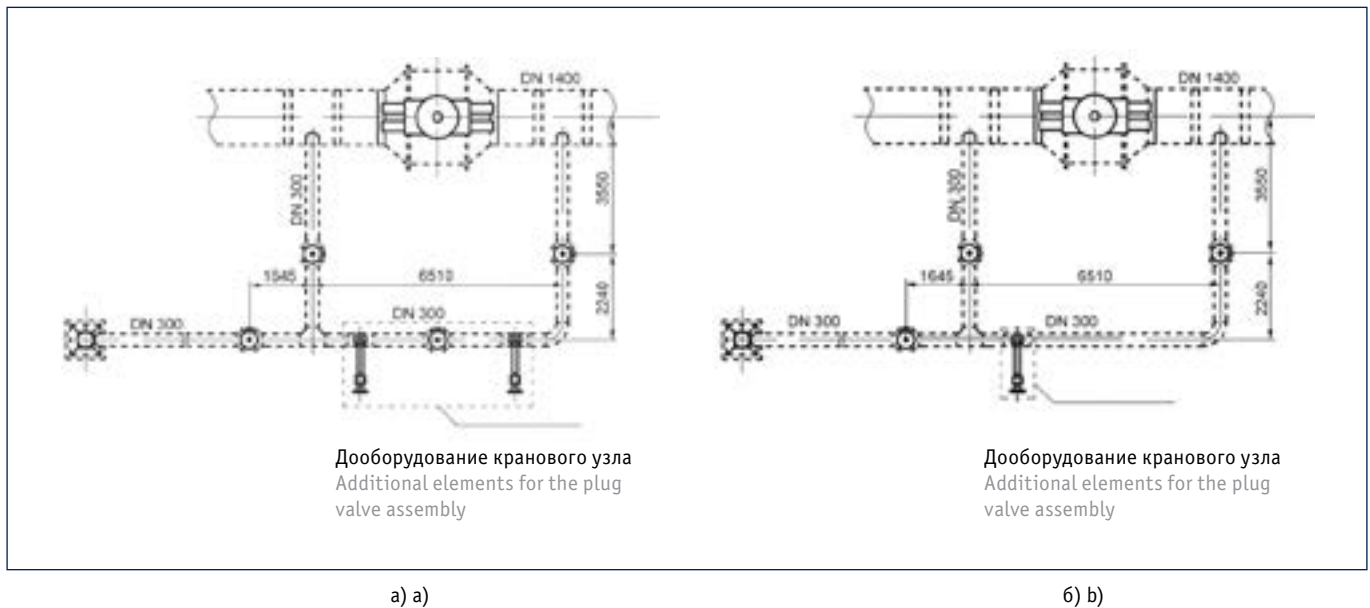 DN 1400
DN 300
3550
1645
6510
2240
DN 300
DN 300
Дооборудование кранового узла
Additional elements for the plug
valve assembly
а) a)
DN 1400
DN 300
3550
1645
6510
2240
DN 300
DN 300
Дооборудование кранового узла
Additional elements for the plug
valve assembly
б) b)